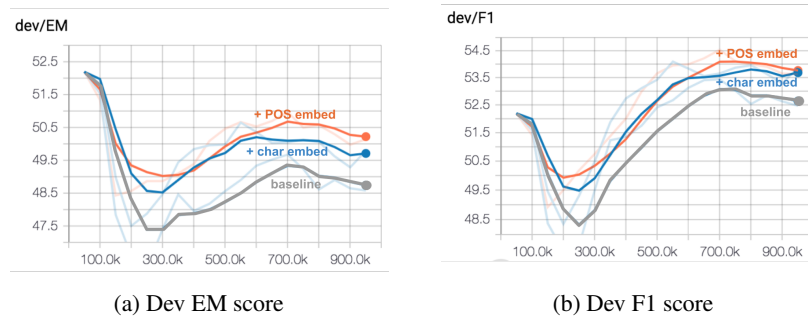 dev/EM
52.5
51.5
50.5
49.5
48.5
47.5
100.0k 300.0k 500.0k 700.0k 900.0k
+ POS embed
+ char embed
baseline
(a) Dev EM score
dev/F1
54.5
53.5
52.5
51.5
50.5
49.5
48.5
100.0k 300.0k 500.0k 700.0k 900.0k
+ POS embed
+ char embed
baseline
(b) Dev F1 score